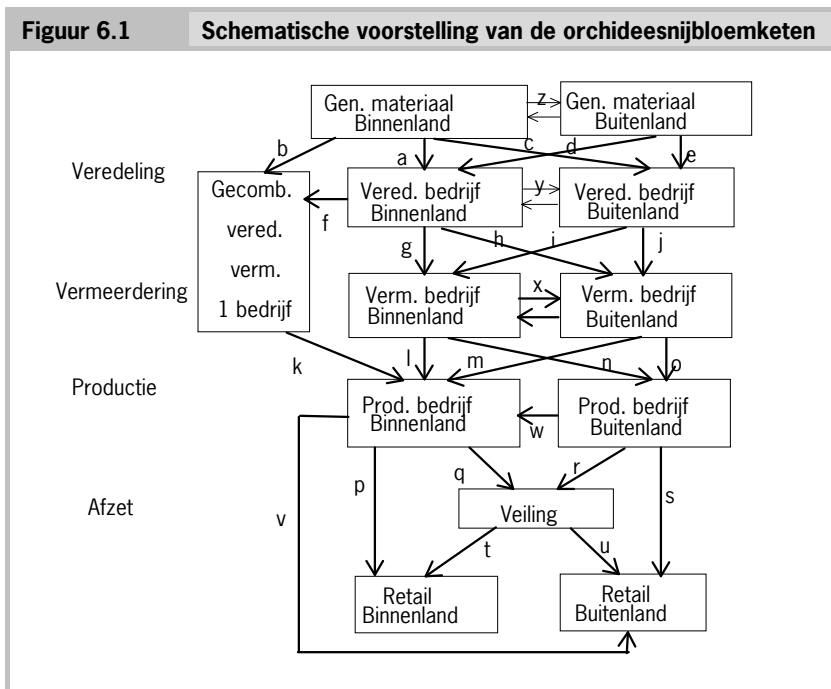 Figuur 6.1 Schematische voorstelling van de orchideesnijbloemketen
Gen. materiaal
Binnenland
z
Gen. materiaal
Buitenland
b
a
c
d
e
Veredeling
Gecomb.
vered.
verm.
1 bedrijf
f
Vered. bedrijf
Binnenland
y
Vered. bedrijf
Buitenland
g
h
i
j
Vermeerdering
Verm. bedrijf
Binnenland
x
Verm. bedrijf
Buitenland
k
l
m
n
o
Productie
Prod. bedrijf
Binnenland
w
Prod. bedrijf
Buitenland
p
q
r
s
Afzet
v
Veiling
t
u
Retail
Binnenland
Retail
Buitenland